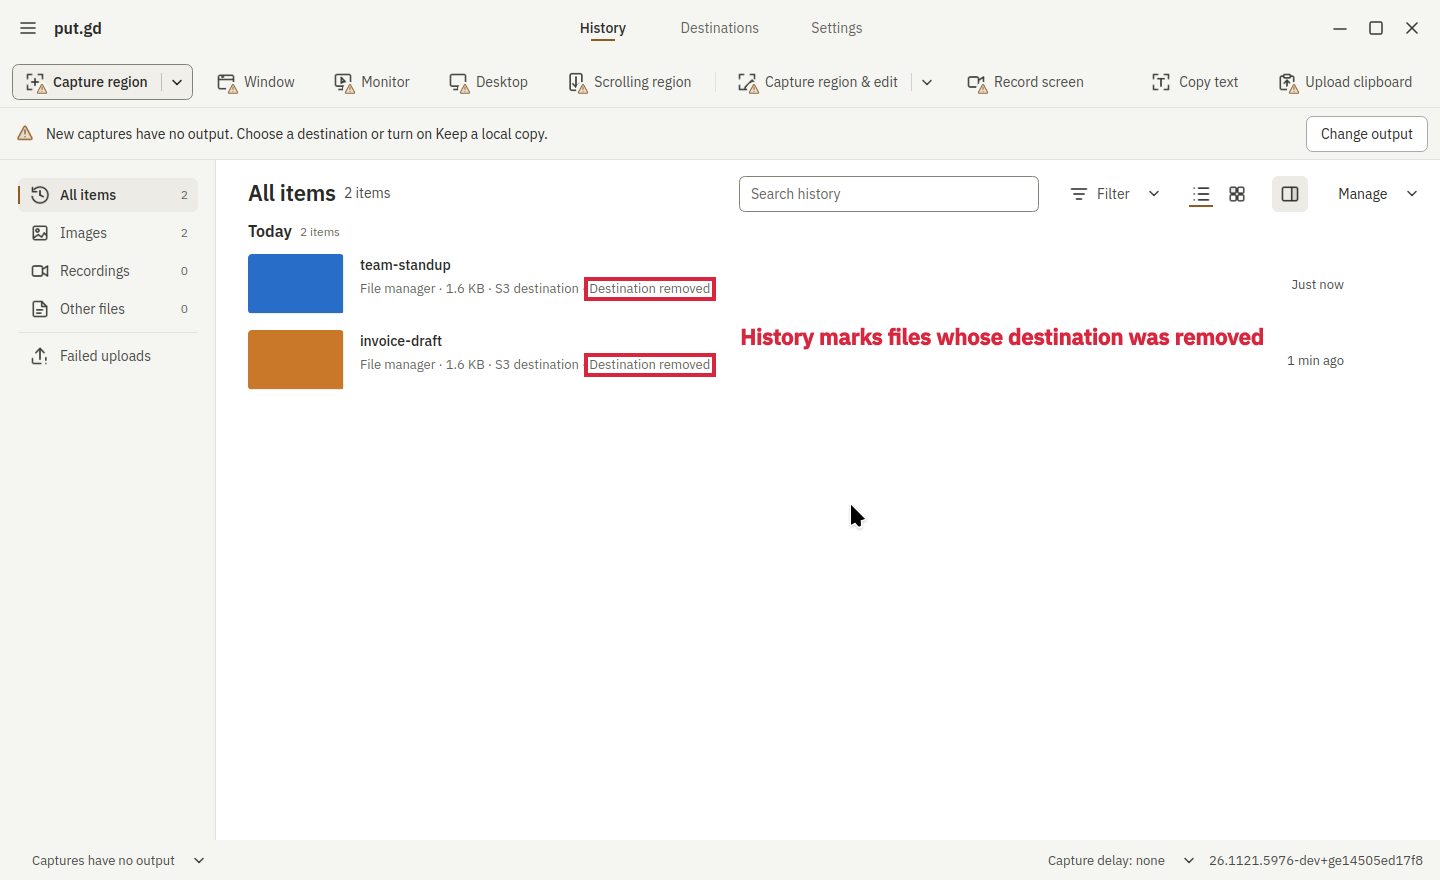 put.gd
History Destinations Settings
Capture region Window Monitor Desktop Scrolling region Capture region & edit Record screen Copy text Upload clipboard
New captures have no output. Choose a destination or turn on Keep a local copy. Change output
All items 2
Images 2
Recordings 0
Other files 0
Failed uploads
All items 2 items Search history Filter Manage
Today 2 items
team-standup
File manager · 1.6 KB · S3 destination · Destination removed Just now
History marks files whose destination was removed
invoice-draft
File manager · 1.6 KB · S3 destination · Destination removed 1 min ago
Captures have no output Capture delay: none 26.1121.5976-dev+ge14505ed17f8